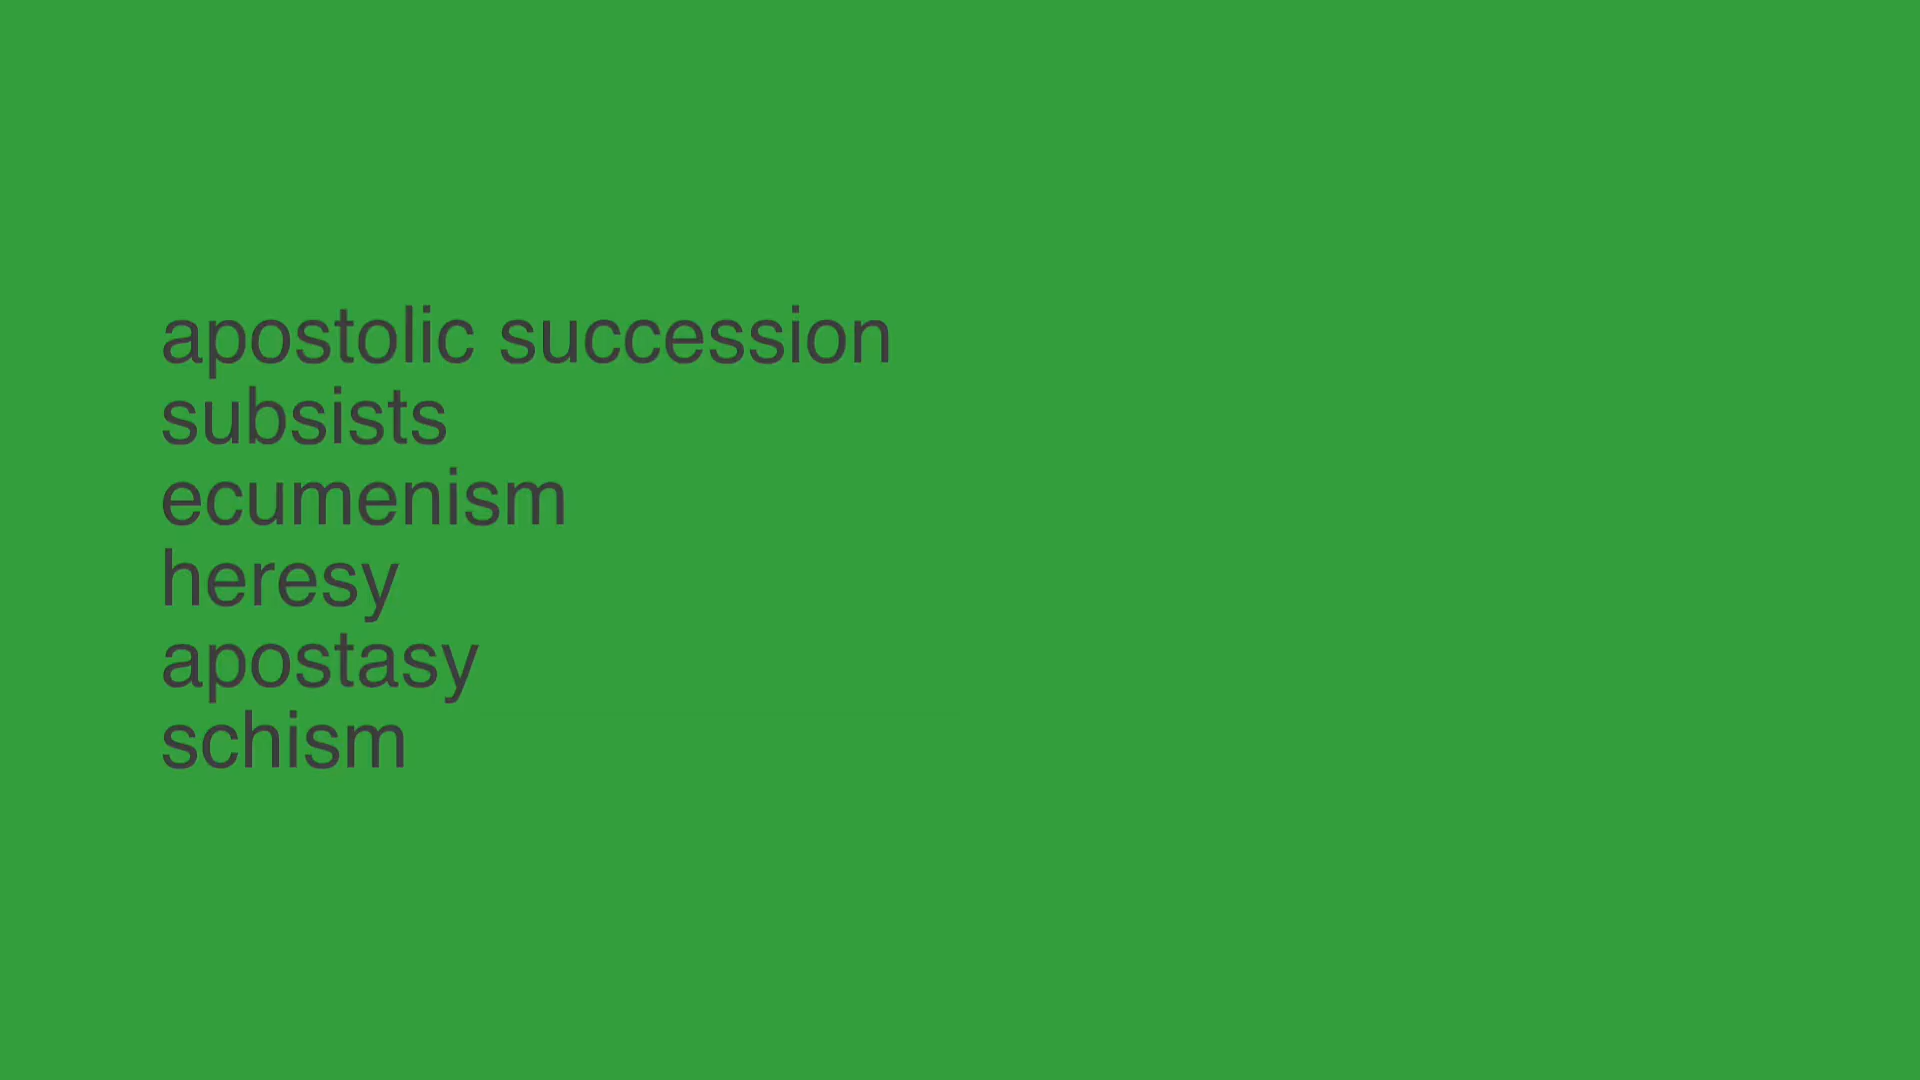 apostolic succession
subsists
ecumenism
heresy
apostasy
schism